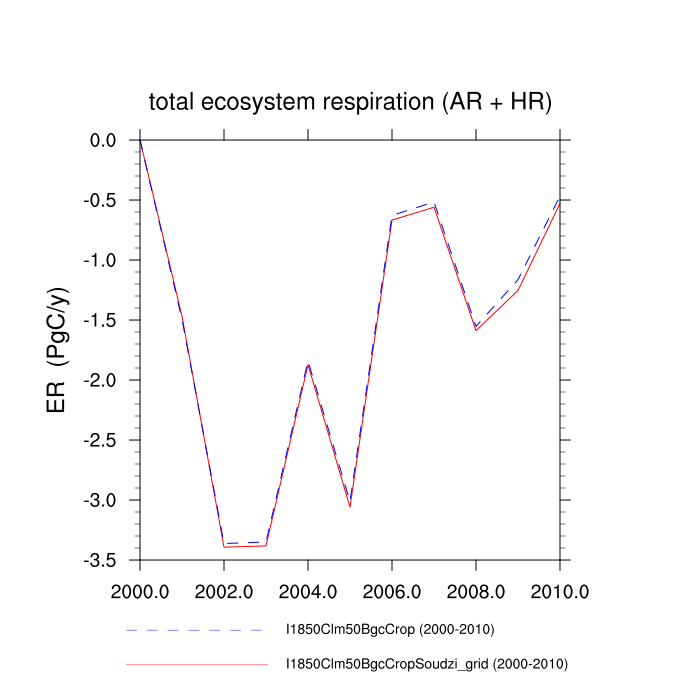 total ecosystem respiration (AR + HR)
0.0
-0.5
-1.0
-1.5
-2.0
-2.5
-3.0
-3.5
ER (PgC/y)
2000.0 2002.0 2004.0 2006.0 2008.0 2010.0
I1850Clm50BgcCrop (2000-2010)
I1850Clm50BgcCropSoudzi_grid (2000-2010)